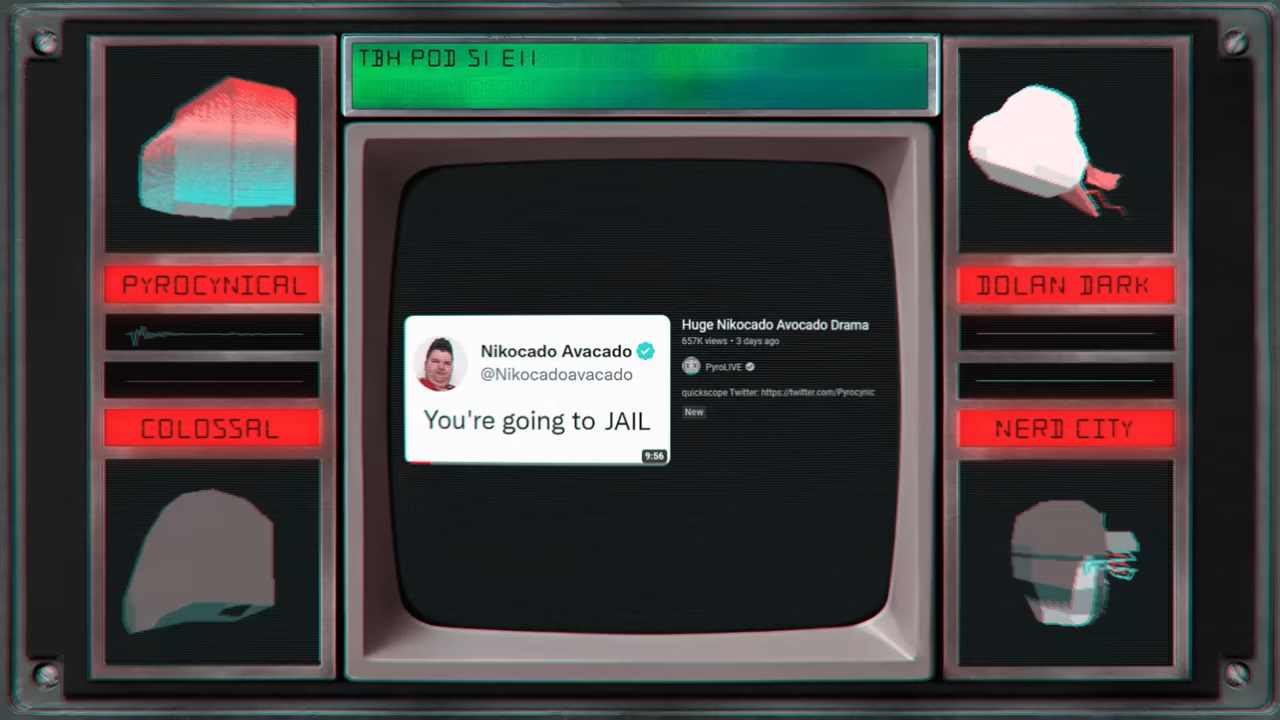 TBH POD S1 E11
PYROCYNICAL
COLOSSAL
Nikocado Avacado
@Nikocadoavacado
You're going to JAIL
9:56
Huge Nikocado Avocado Drama
657K views • 3 days ago
PyroLIVE
quickscope Twitter: https://twitter.com/Pyrocynic
New
DOLAN DARK
NERD CITY